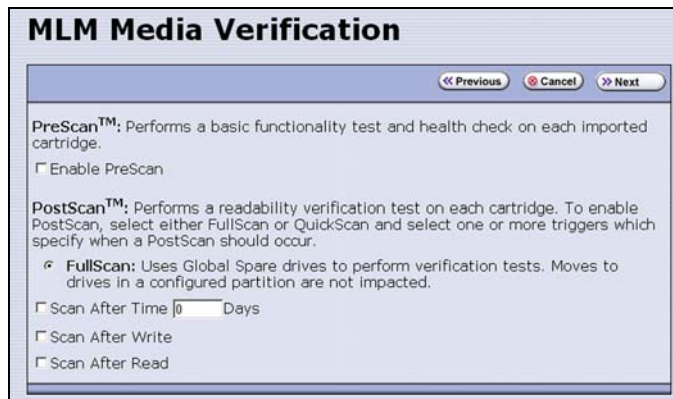 MLM Media Verification
Previous
Cancel
Next
PreScan™: Performs a basic functionality test and health check on each imported
cartridge.
Enable PreScan
PostScan™: Performs a readability verification test on each cartridge. To enable
PostScan, select either FullScan or QuickScan and select one or more triggers which
specify when a PostScan should occur.
FullScan: Uses Global Spare drives to perform verification tests. Moves to
drives in a configured partition are not impacted.
Scan After Time 0 Days
Scan After Write
Scan After Read